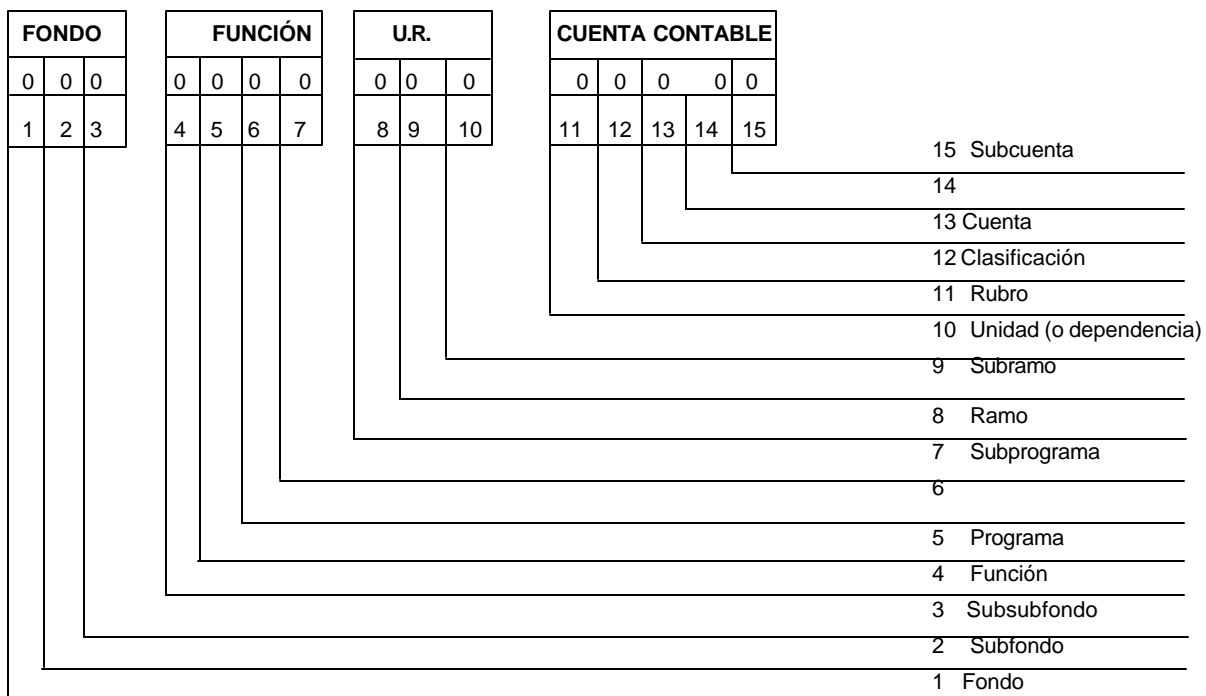 FONDO FUNCIÓN U.R. CUENTA CONTABLE
0 0 0 0 0 0 0 0 0 0 0 0 0 0 0
1 2 3 4 5 6 7 8 9 10 11 12 13 14 15
15 Subcuenta
14
13 Cuenta
12 Clasificación
11 Rubro
10 Unidad (o dependencia)
9 Subramo
8 Ramo
7 Subprograma
6
5 Programa
4 Función
3 Subsubfondo
2 Subfondo
1 Fondo